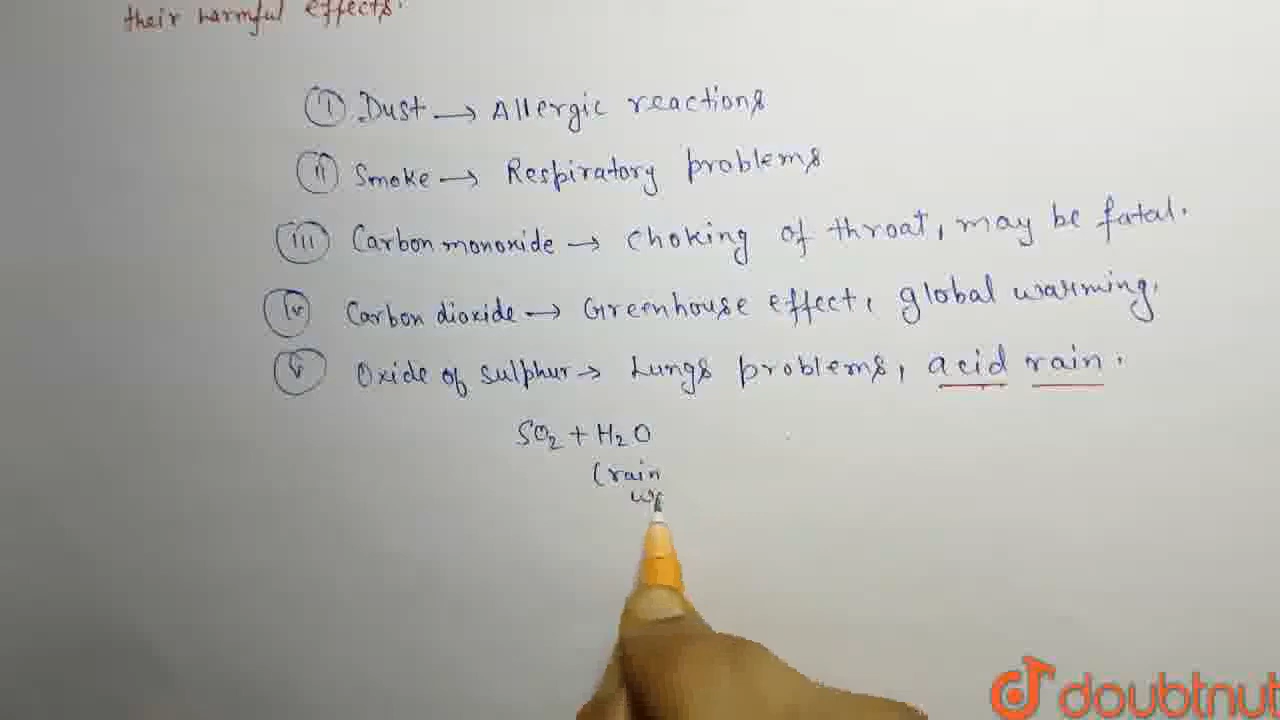 their harmful effects.
(i) Dust → Allergic reactions
(ii) Smoke → Respiratory problems
(iii) Carbon monoxide → Choking of throat, may be fatal.
(iv) Carbon dioxide → Greenhouse effect, global warming.
(v) Oxide of sulphur → Lungs problems, acid rain.
SO₂ + H₂O
(rain
doubtnut